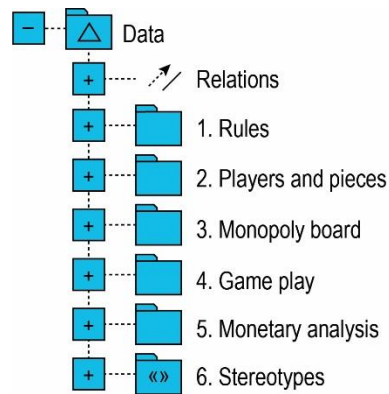 Data
Relations
1. Rules
2. Players and pieces
3. Monopoly board
4. Game play
5. Monetary analysis
«» 6. Stereotypes